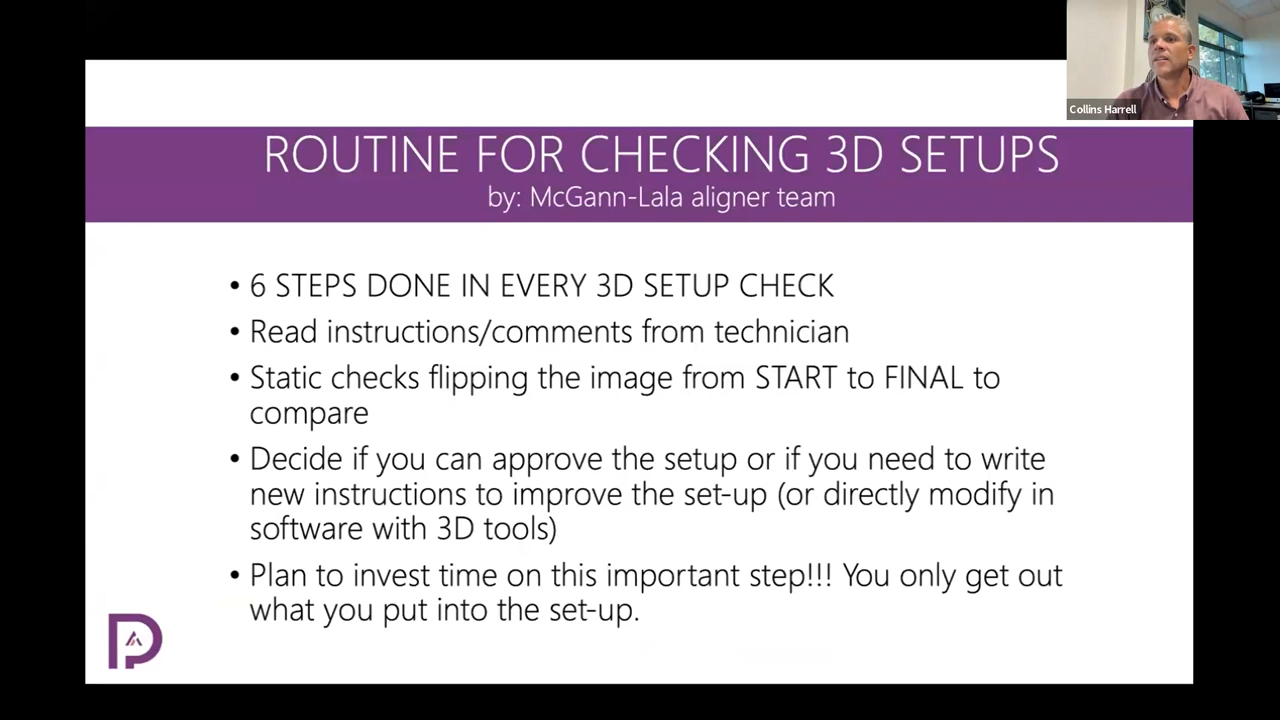 Collins Harrell
ROUTINE FOR CHECKING 3D SETUPS
by: McGann-Lala aligner team
• 6 STEPS DONE IN EVERY 3D SETUP CHECK
• Read instructions/comments from technician
• Static checks flipping the image from START to FINAL to
compare
• Decide if you can approve the setup or if you need to write
new instructions to improve the set-up (or directly modify in
software with 3D tools)
• Plan to invest time on this important step!!! You only get out
what you put into the set-up.